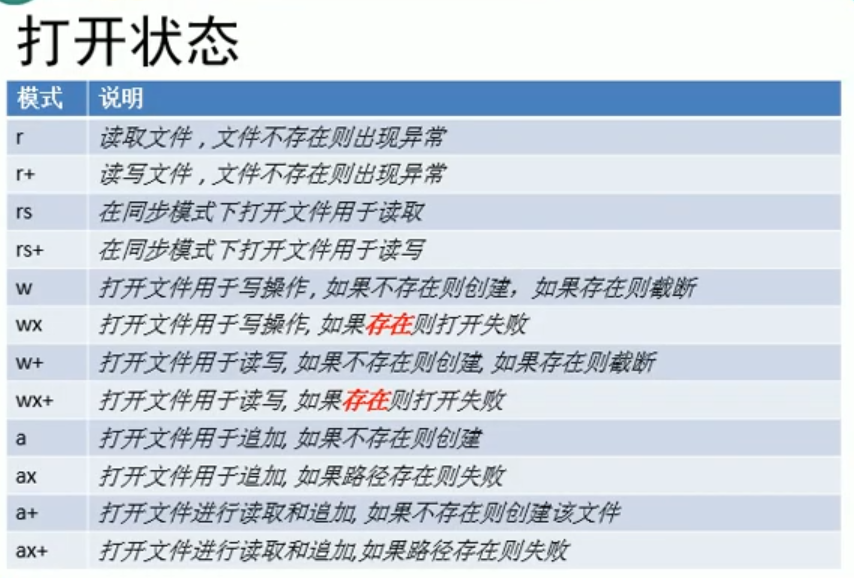 打开状态
模式 说明
r 读取文件，文件不存在则出现异常
r+ 读写文件，文件不存在则出现异常
rs 在同步模式下打开文件用于读取
rs+ 在同步模式下打开文件用于读写
w 打开文件用于写操作, 如果不存在则创建，如果存在则截断
wx 打开文件用于写操作, 如果存在则打开失败
w+ 打开文件用于读写, 如果不存在则创建, 如果存在则截断
wx+ 打开文件用于读写, 如果存在则打开失败
a 打开文件用于追加, 如果不存在则创建
ax 打开文件用于追加, 如果路径存在则失败
a+ 打开文件进行读取和追加, 如果不存在则创建该文件
ax+ 打开文件进行读取和追加,如果路径存在则失败